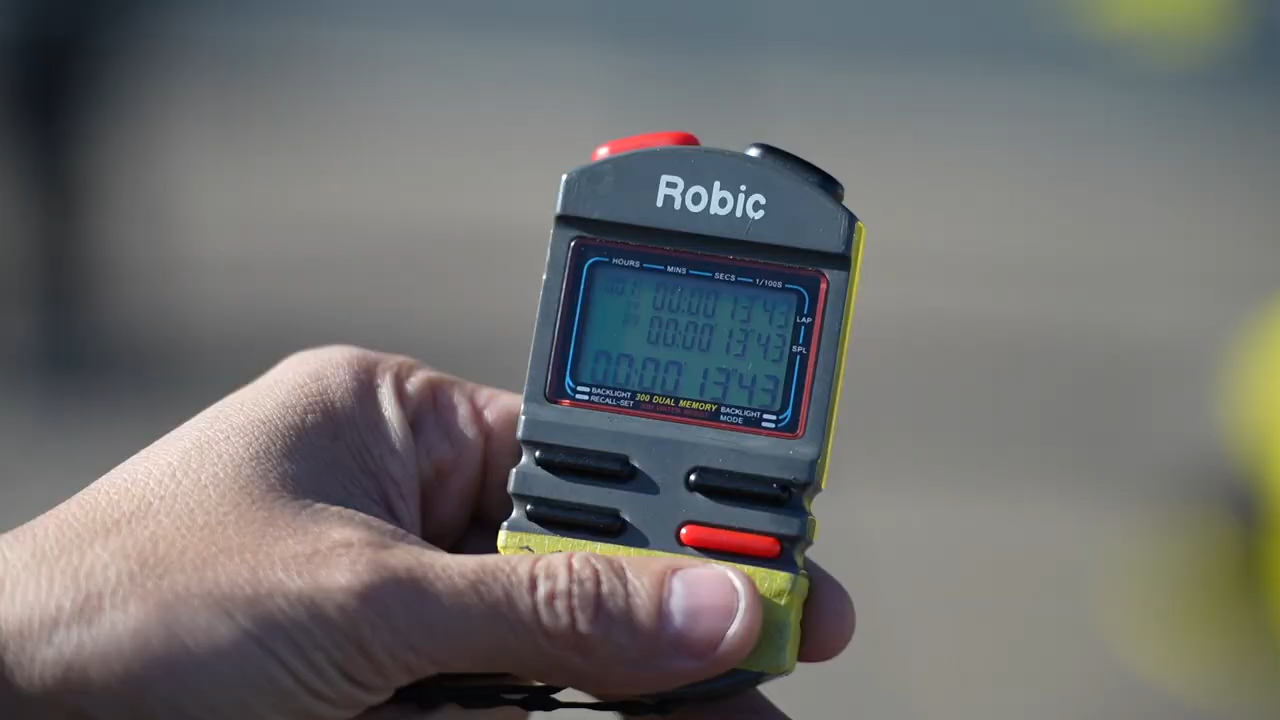 Robic
HOURS MINS SECS 1/100S
00:00 13"43
LAP
00:00 13"43
SPL
00:00 13"43
BACKLIGHT
RECALL-SET
300 DUAL MEMORY
BACKLIGHT
MODE